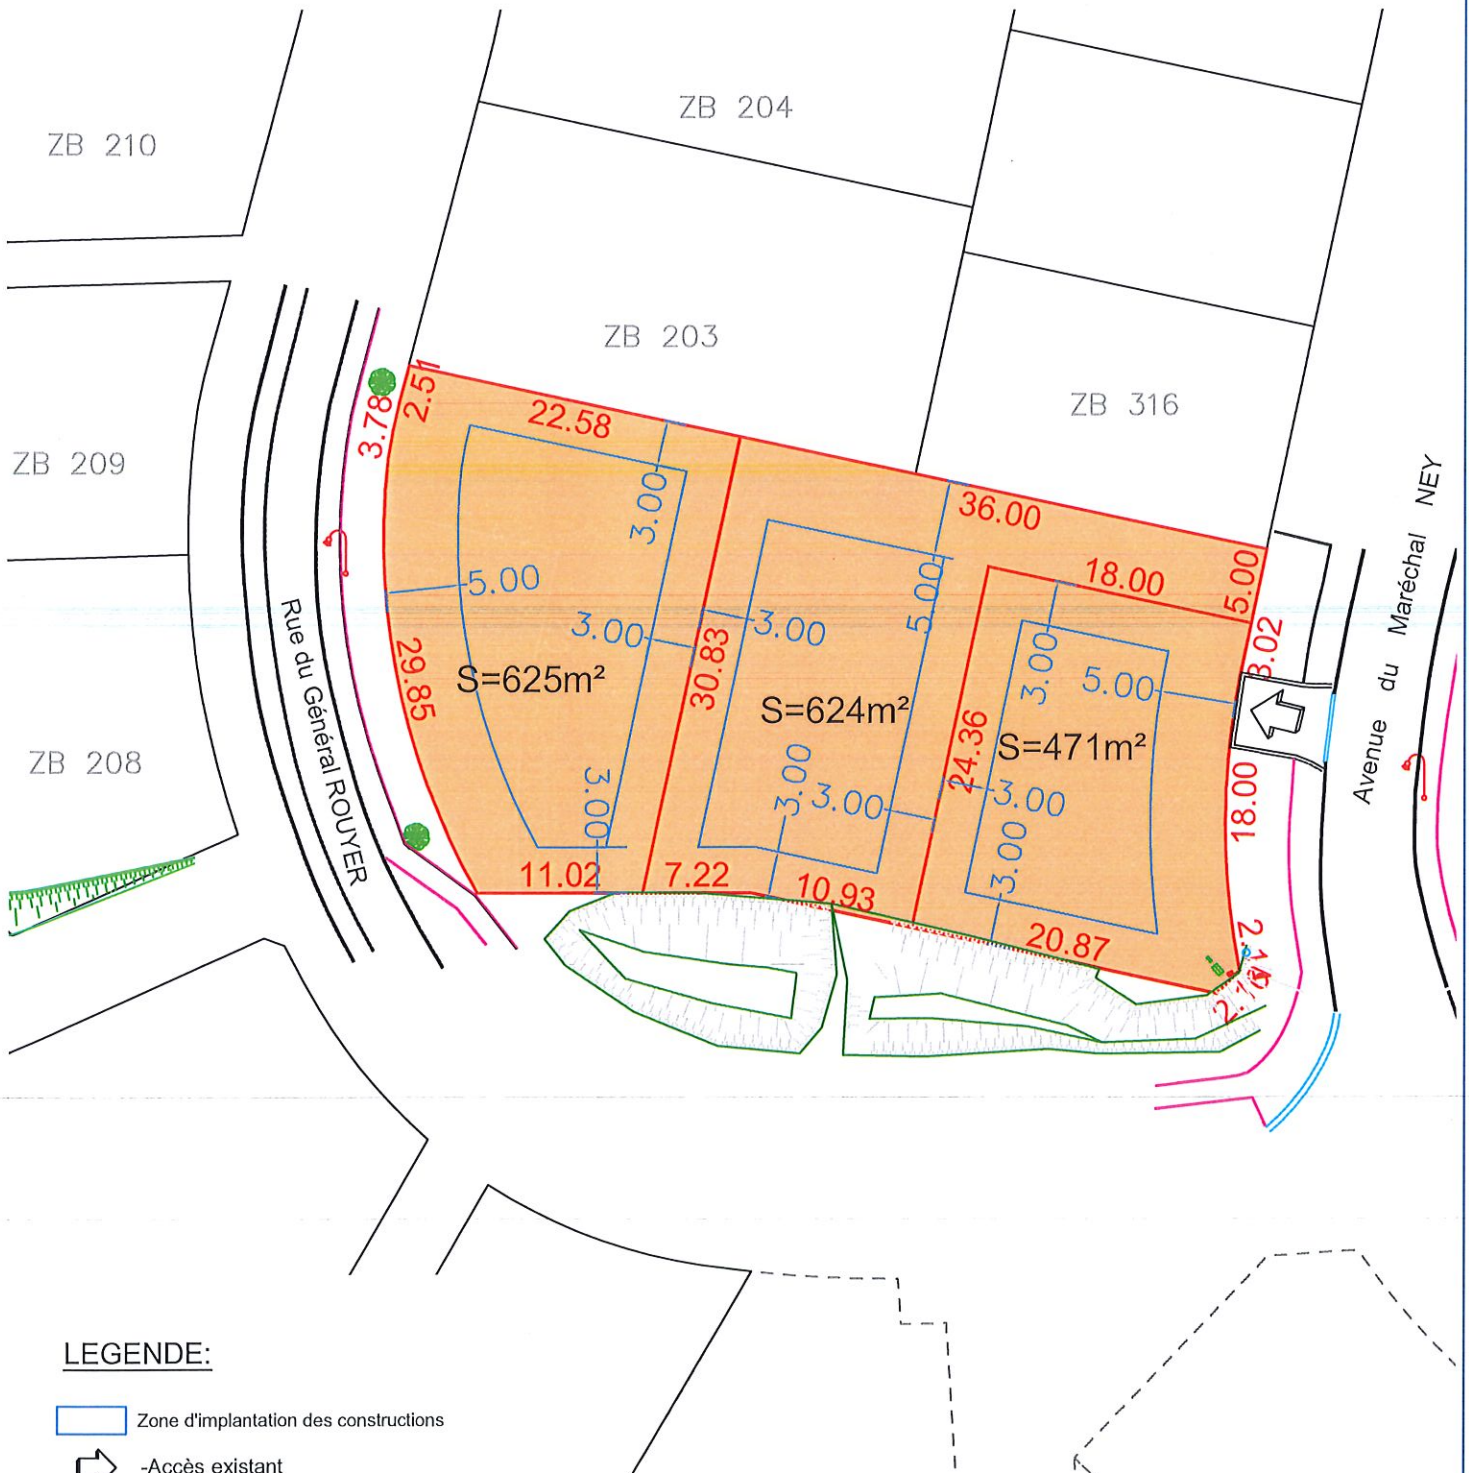 ZB 204
ZB 210
ZB 203
ZB 316
ZB 209
ZB 208
3.78
2.51
22.58
36.00
18.00
5.00
3.02
3.00
5.00
3.00
3.00
5.00
3.00
5.00
29.85
30.83
24.36
18.00
S=625m²
S=624m²
S=471m²
3.00
3.00
3.00
3.00
3.00
11.02
7.22
10.93
20.87
Rue du Général ROUYER
Avenue du Maréchal NEY
LEGENDE:
Zone d'implantation des constructions
-Accès existant